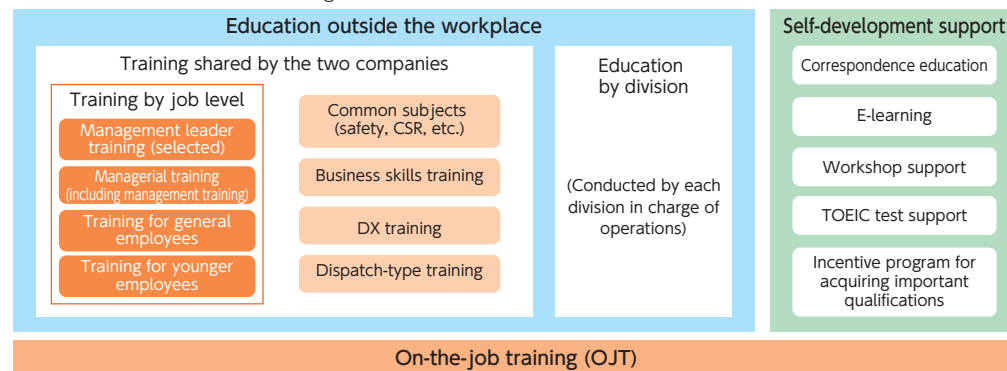 Education outside the workplace
Training shared by the two companies
Training by job level
Management leader
training (selected)
Managerial training
(including management training)
Training for general
employees
Training for younger
employees
Common subjects
(safety, CSR, etc.)
Business skills training
DX training
Dispatch-type training
Education
by division
(Conducted by each
division in charge of
operations)
Self-development support
Correspondence education
E-learning
Workshop support
TOEIC test support
Incentive program for
acquiring important
qualifications
On-the-job training (OJT)